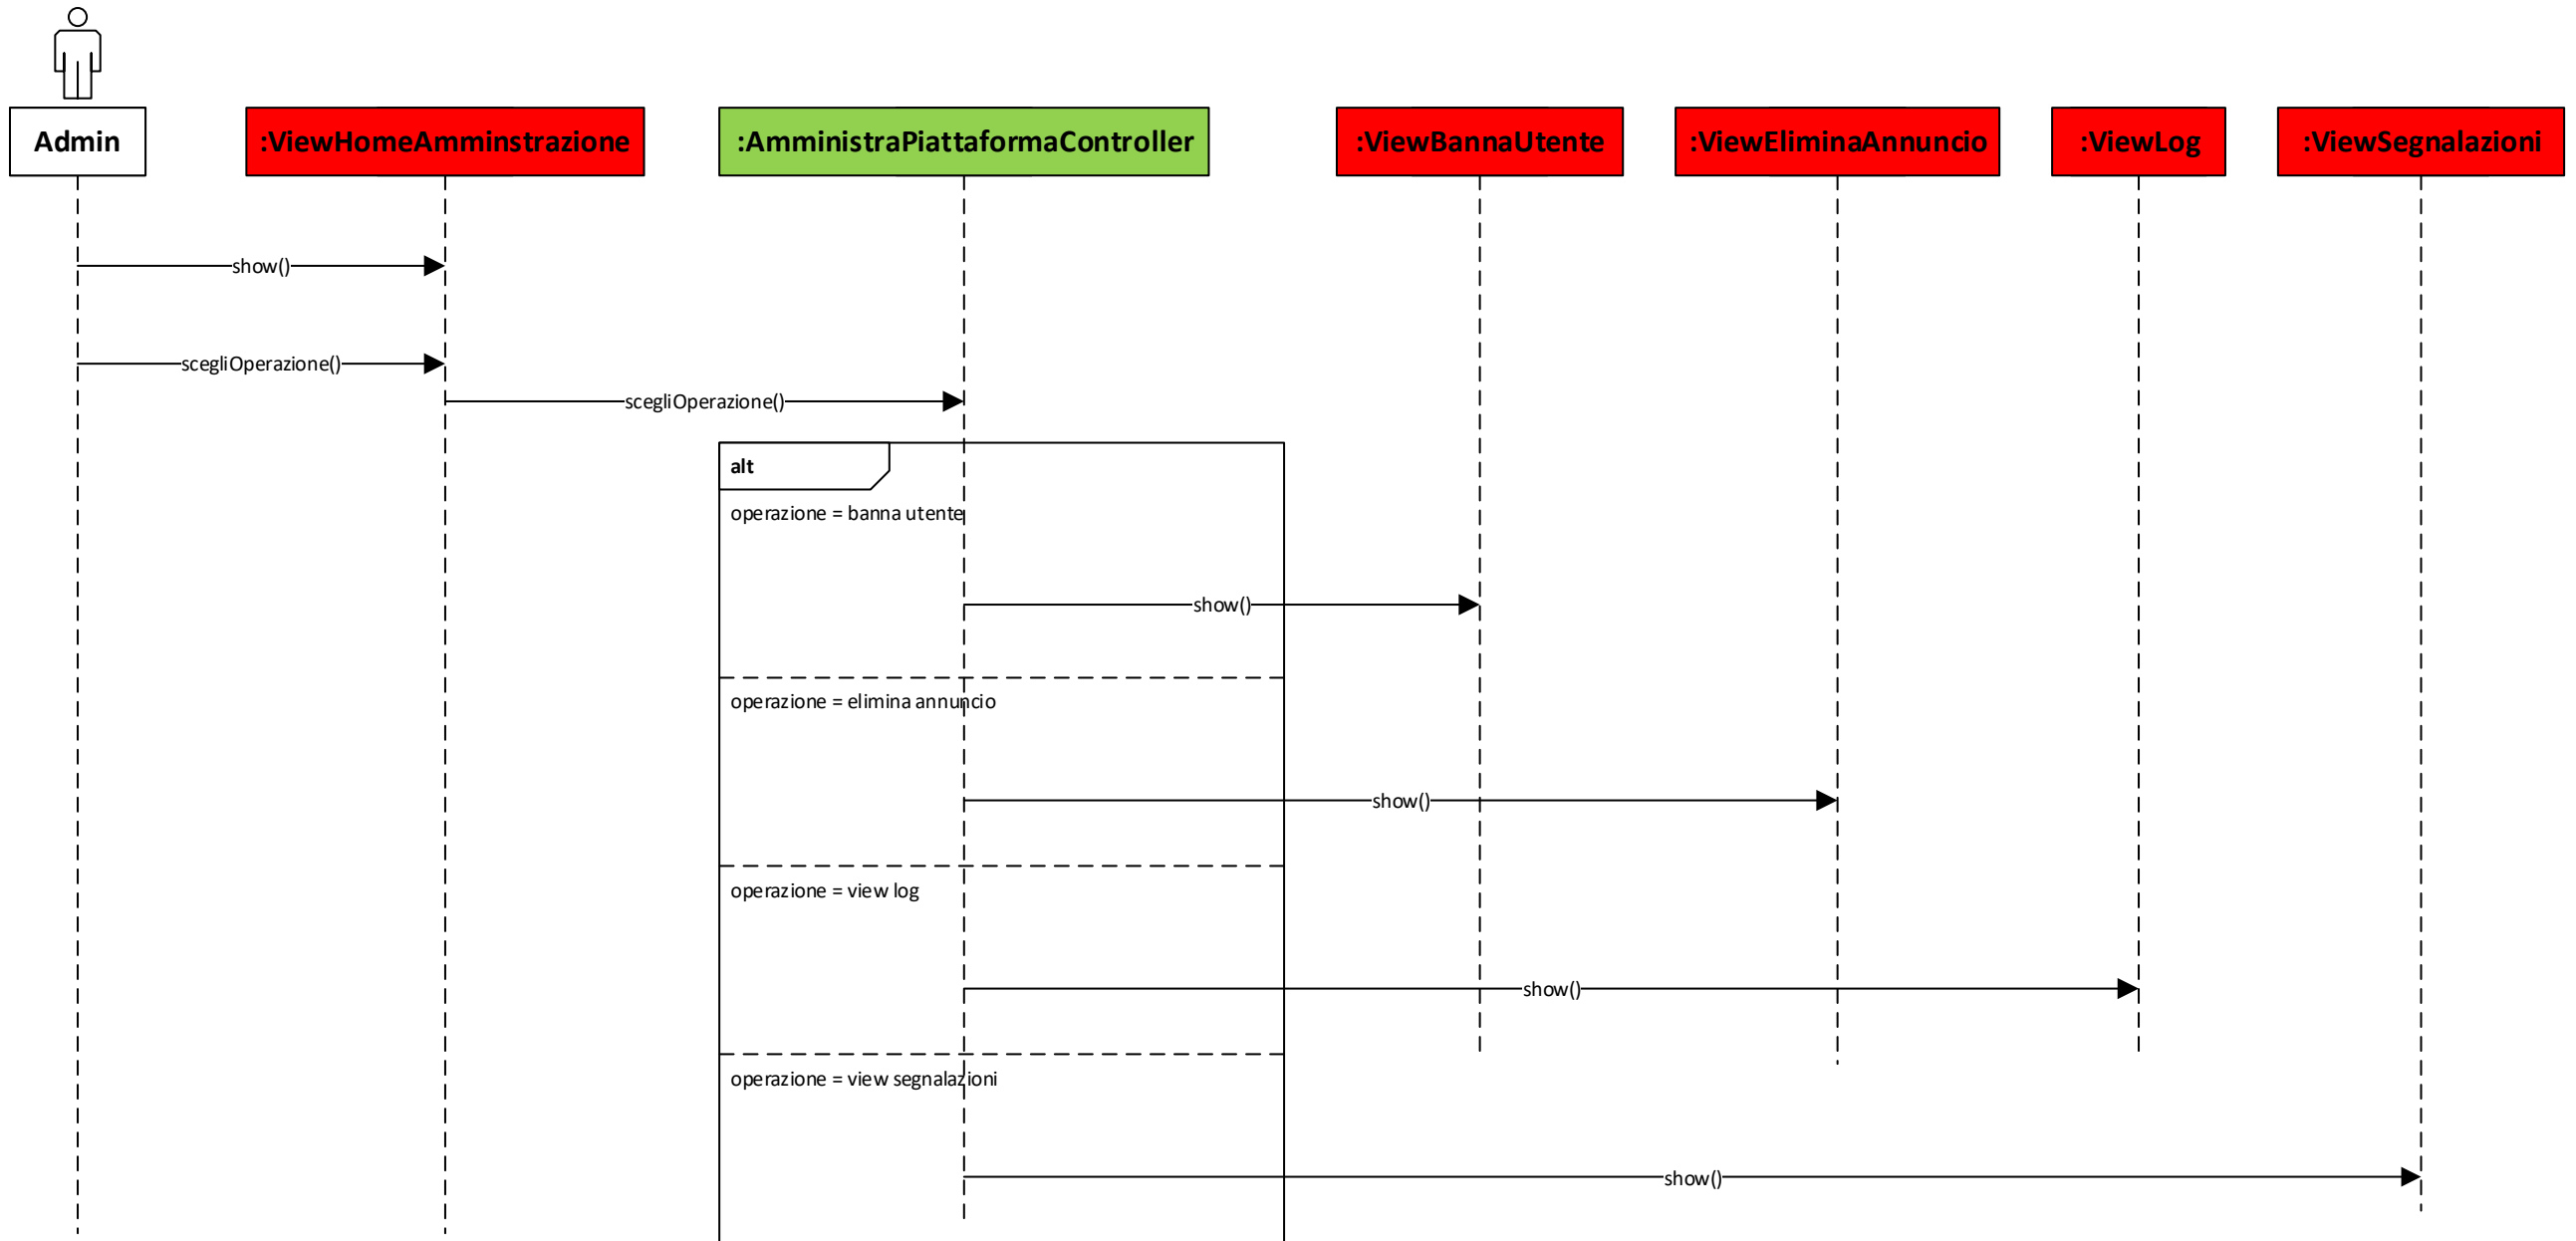 Admin
:ViewHomeAmminstrazione
:AmministraPiattaformaController
:ViewBannaUtente
:ViewEliminaAnnuncio
:ViewLog
:ViewSegnalazioni
show()
scegliOperazione()
scegliOperazione()
alt
operazione = banna utente
show()
operazione = elimina annuncio
show()
operazione = view log
show()
operazione = view segnalazioni
show()